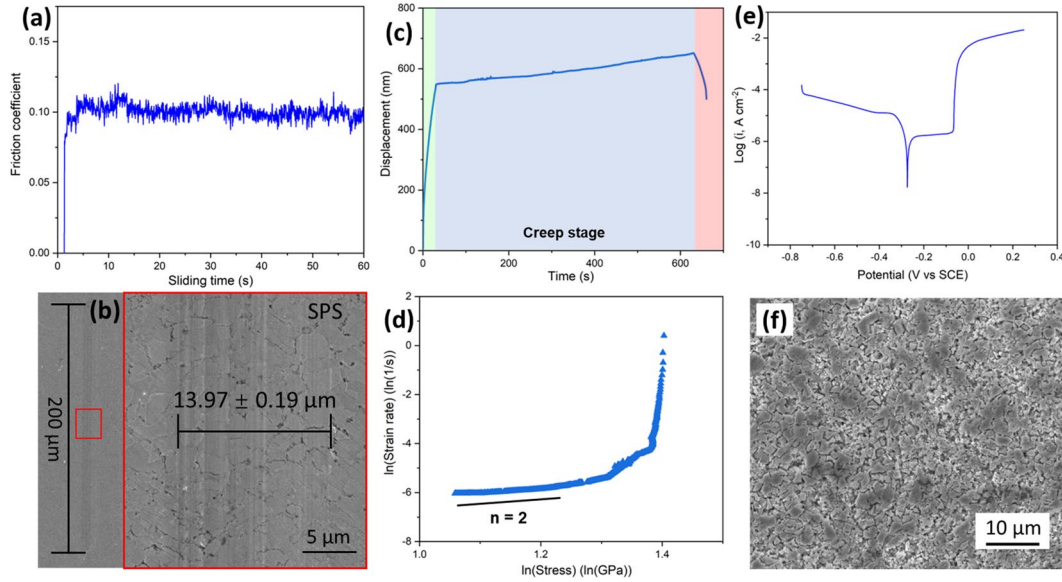 (a)
0.15
0.10
0.05
0.00
Friction coefficient
0 10 20 30 40 50 60
Sliding time (s)
(c)
800
600
400
200
0
Displacement (nm)
Creep stage
0 200 400 600
Time (s)
(e)
-2
-4
-6
-8
-10
Log (i, A cm⁻²)
-0.8 -0.6 -0.4 -0.2 0.0 0.2 0.4
Potential (V vs SCE)
(b)
SPS
200 μm
13.97 ± 0.19 μm
5 μm
(d)
2
0
-2
-4
-6
-8
ln(Strain rate) (ln(1/s))
n = 2
1.0 1.2 1.4
ln(Stress) (ln(GPa))
(f)
10 μm